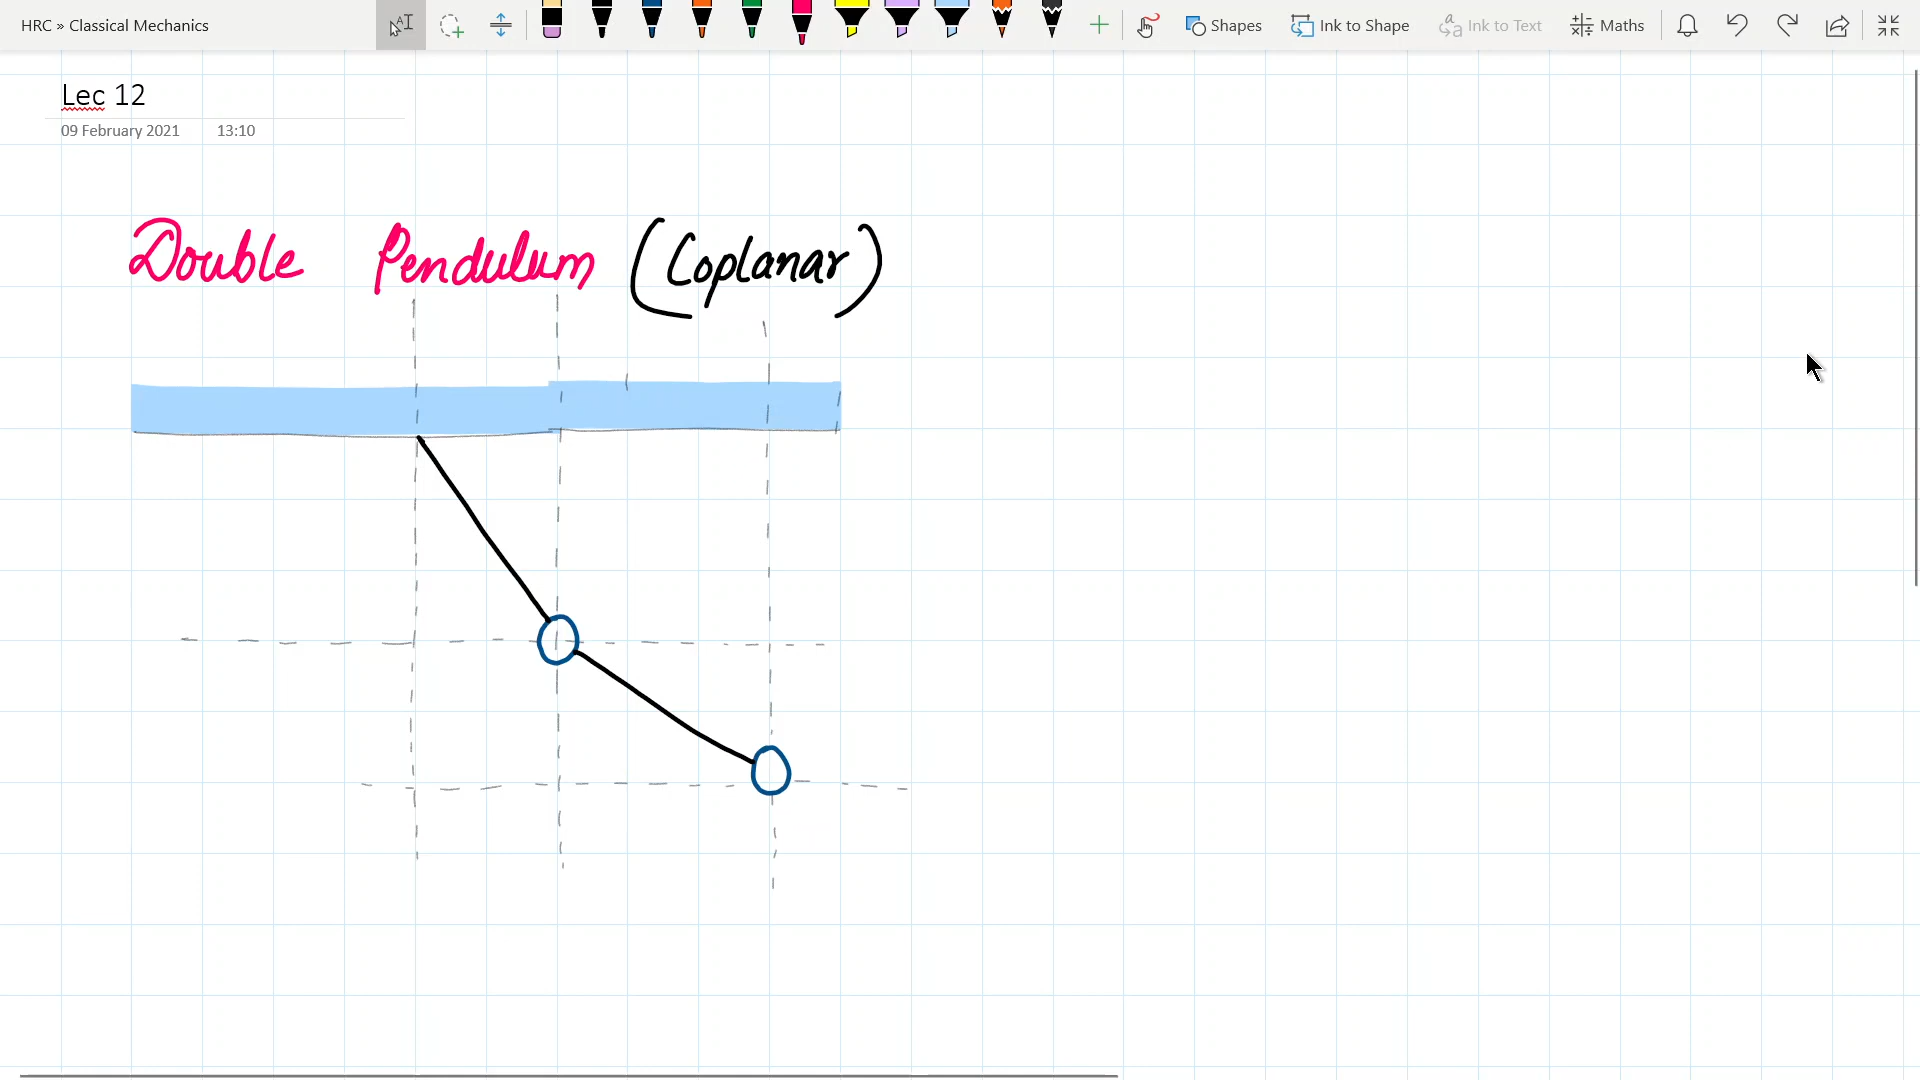 HRC » Classical Mechanics
Shapes
Ink to Shape
Ink to Text
Maths
Lec 12
09 February 2021 13:10
Double Pendulum (Coplanar)